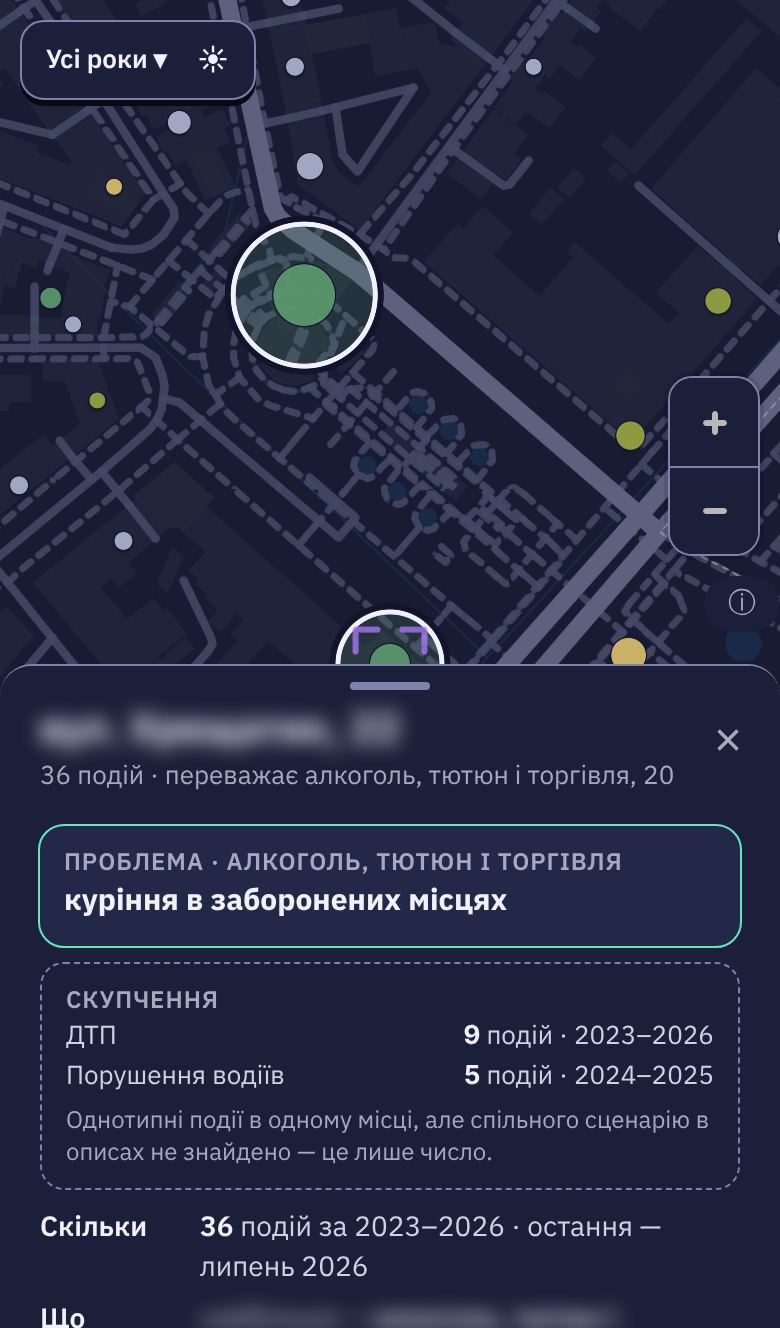 Усі роки ▾ ☀
+
−
ⓘ
✕
36 подій · переважає алкоголь, тютюн і торгівля, 20
ПРОБЛЕМА · АЛКОГОЛЬ, ТЮТЮН І ТОРГІВЛЯ
куріння в заборонених місцях
СКУПЧЕННЯ
ДТП 9 подій · 2023–2026
Порушення водіїв 5 подій · 2024–2025
Однотипні події в одному місці, але спільного сценарію в
описах не знайдено — це лише число.
Скільки 36 подій за 2023–2026 · остання —
липень 2026
Що